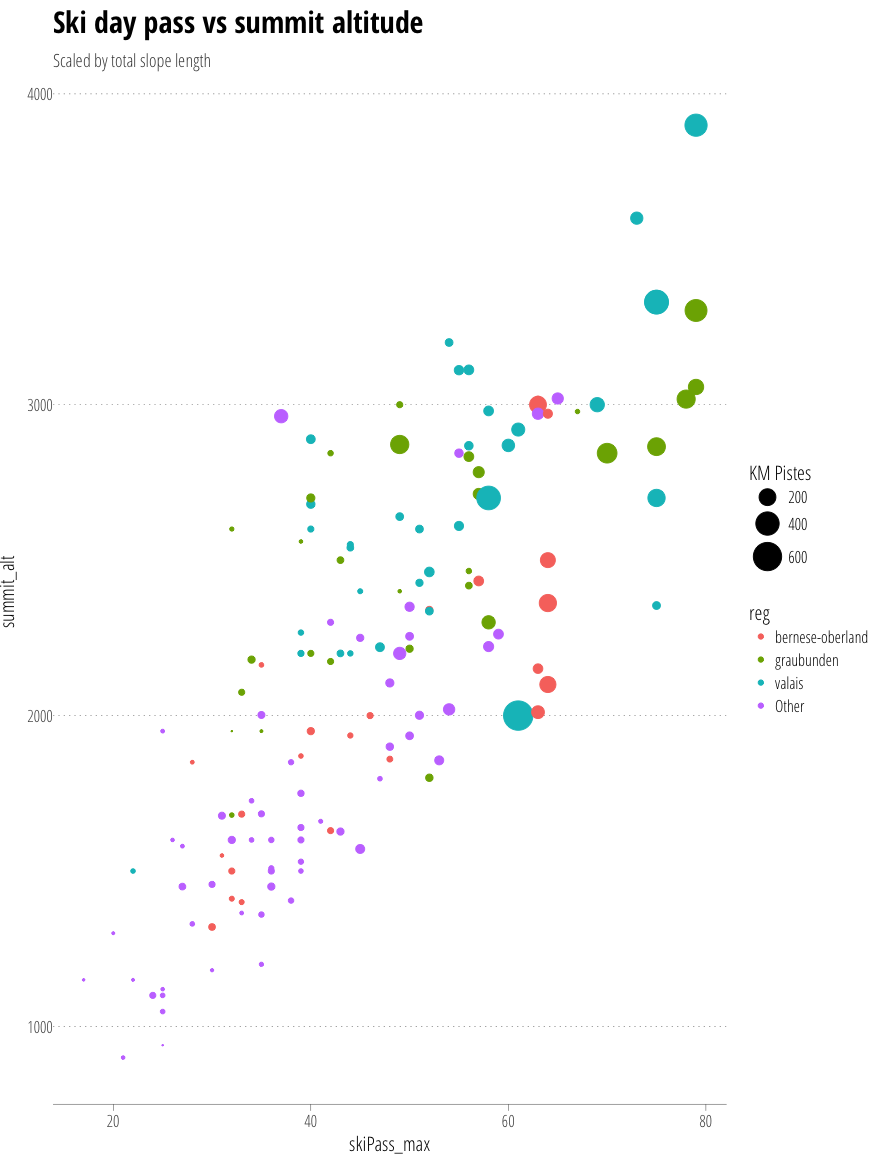 Ski day pass vs summit altitude
Scaled by total slope length
4000
3000
2000
1000
summit_alt
20 40 60 80
skiPass_max
KM Pistes
200
400
600
reg
bernese-oberland
graubunden
valais
Other